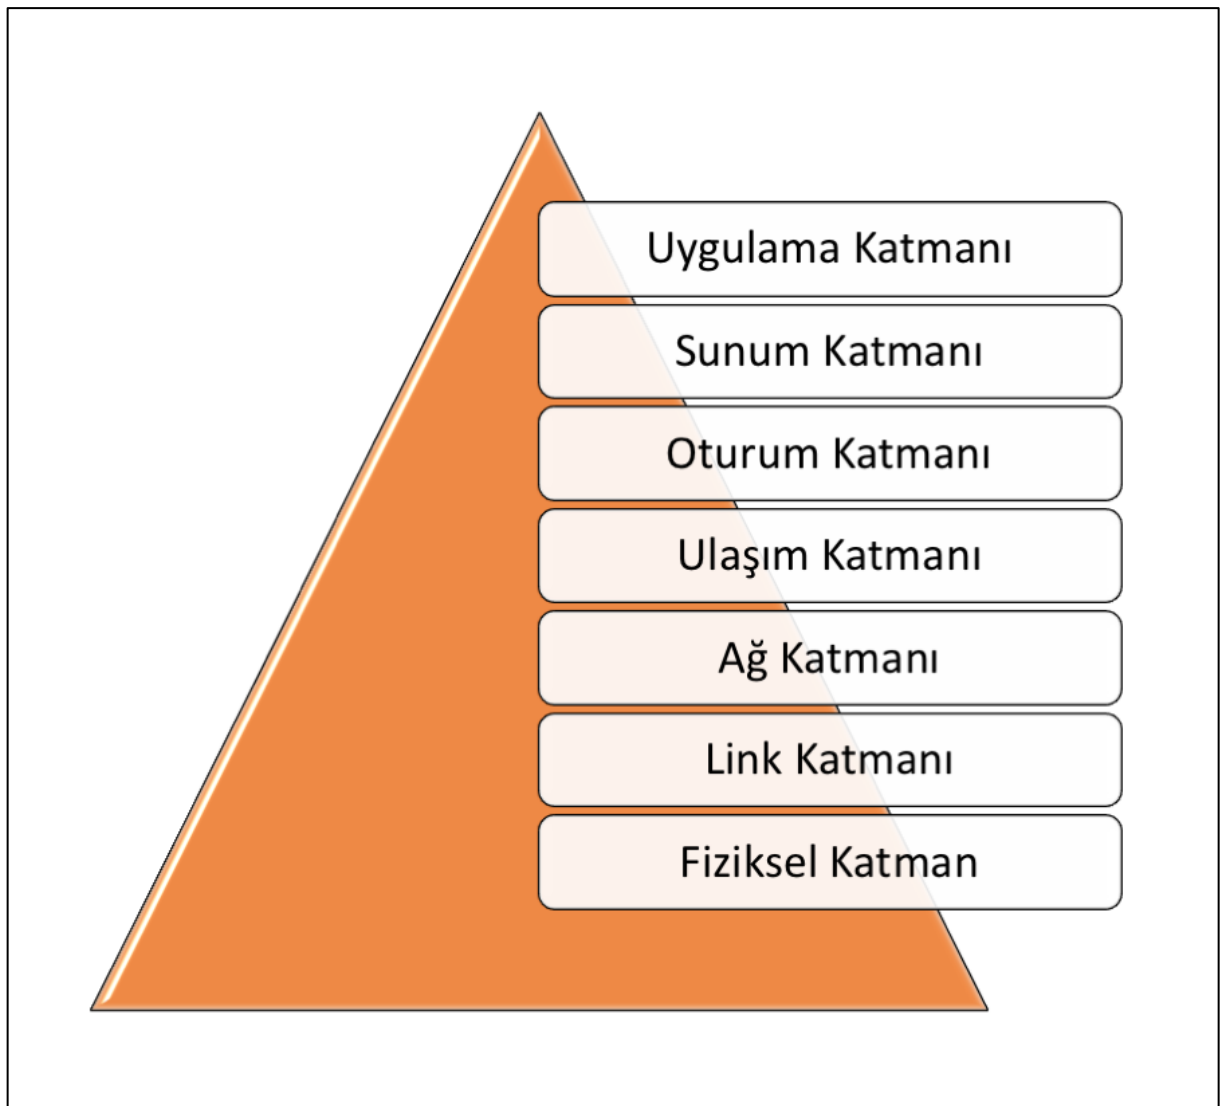 Uygulama Katmanı
Sunum Katmanı
Oturum Katmanı
Ulaşım Katmanı
Ağ Katmanı
Link Katmanı
Fiziksel Katman